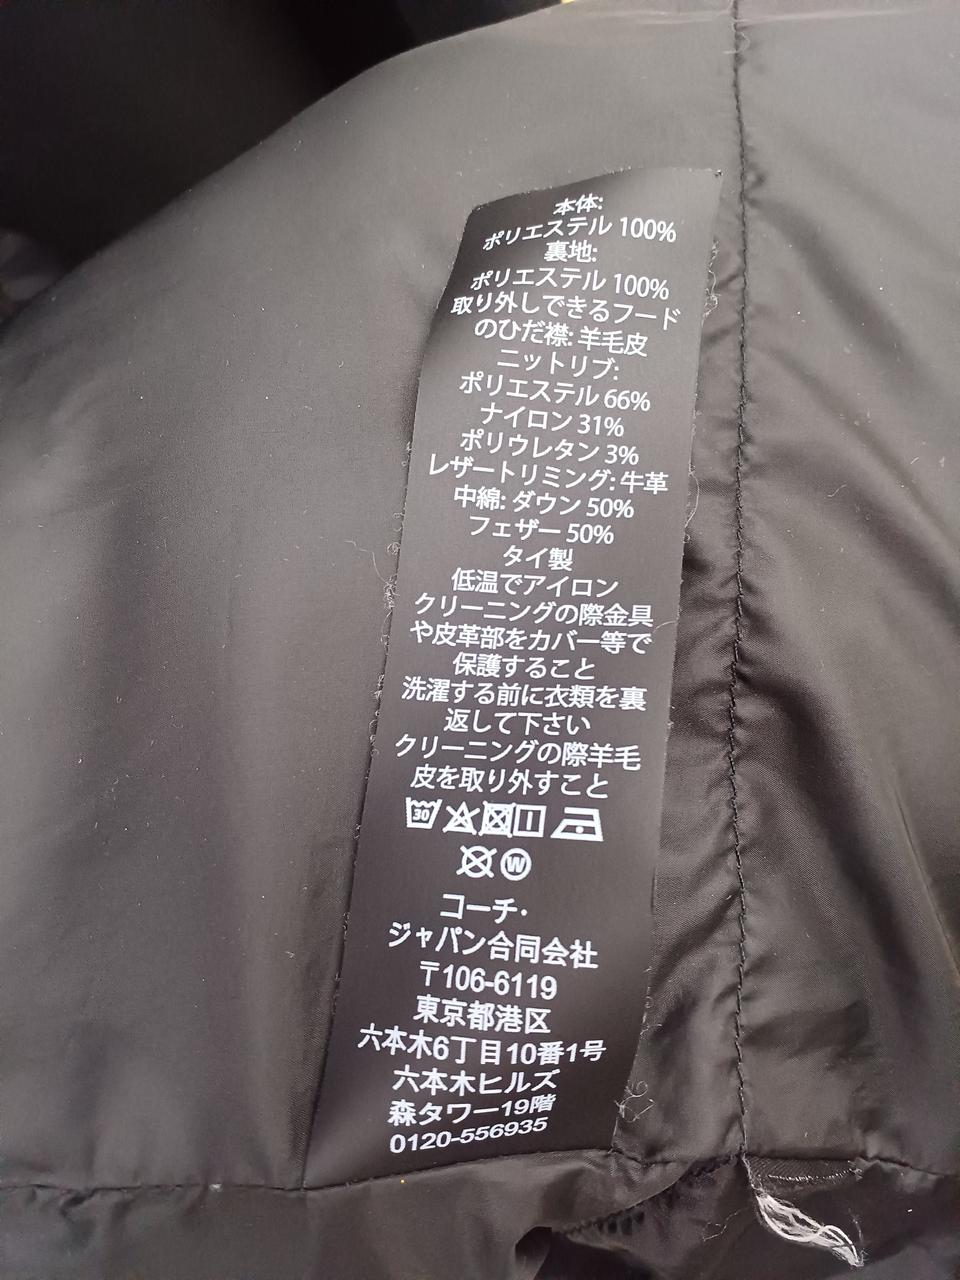 本体:
ポリエステル 100%
裏地:
ポリエステル 100%
取り外しできるフード
のひだ襟: 羊毛皮
ニットリブ:
ポリエステル 66%
ナイロン 31%
ポリウレタン 3%
レザートリミング: 牛革
中綿: ダウン 50%
フェザー 50%
タイ製
低温でアイロン
クリーニングの際金具
や皮革部をカバー等で
保護すること
洗濯する前に衣類を裏
返して下さい
クリーニングの際羊毛
皮を取り外すこと
30
W
コーチ・
ジャパン合同会社
〒106-6119
東京都港区
六本木6丁目10番1号
六本木ヒルズ
森タワー19階
0120-556935